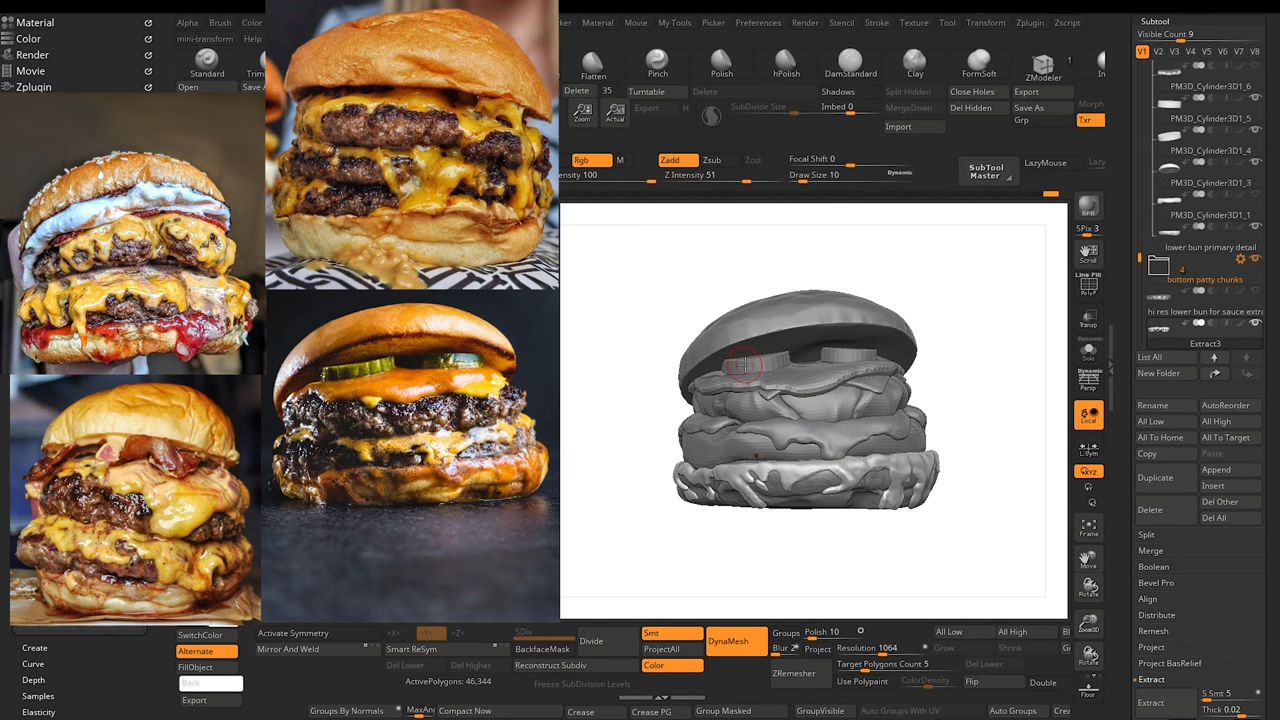 Material
Color
Render
Movie
Zplugin
Alpha Brush Color
mini-transform Help
Standard
Open
Material Movie My Tools Picker Preferences Render Stencil Stroke Texture Tool Transform Zplugin Zscript
Flatten Pinch Polish hPolish DamStandard Clay FormSoft ZModeler 1
Delete 35 Turntable Delete Shadows Split Hidden Close Holes Export
Zoom Actual Export H SubDivide Size Imbed 0 MergeDown Del Hidden Save As Morph
Import Grp Txr
Rgb M Zadd Zsub Zcut Focal Shift 0 SubTool Master LazyMouse Lazy
Z Intensity 51 Draw Size 10 Dynamic
BPR
SPix 3
Scroll
Line Fill
PolyF
Transp
Dynamic
Solo
Dynamic
Persp
Local
L.Sym
XYZ
Frame
Move
Rotate
Zoom3D
Rotate
Floor
Subtool
Visible Count 9
V1 V2 V3 V4 V5 V6 V7 V8
PM3D_Cylinder3D1_6
PM3D_Cylinder3D1_5
PM3D_Cylinder3D1_4
PM3D_Cylinder3D1_3
PM3D_Cylinder3D1_1
lower bun primary detail
4
bottom patty chunks
hi res lower bun for sauce extra
Extract3
List All
New Folder
Rename AutoReorder
All Low All High
All To Home All To Target
Copy Paste
Duplicate Append
Insert
Delete Del Other
Del All
Split
Merge
Boolean
Bevel Pro
Align
Distribute
Remesh
Project
Project BasRelief
Extract
Extract S Smt 5
Thick 0.02
Create
Curve
Depth
Samples
Elasticity
SwitchColor
Alternate
FillObject
Back
Export
Activate Symmetry >X< >Y< >Z< SDiv Divide Smt DynaMesh Groups Polish 10 All Low All High
Mirror And Weld Smart ReSym BackfaceMask ProjectAll Blur 2 Project Resolution 1064 Grow Shrink
Del Lower Del Higher Reconstruct Subdiv Color ZRemesher Target Polygons Count 5 Del Lower
ActivePolygons: 46,344 Freeze SubDivision Levels Use Polypaint ColorDensity Flip Double
Groups By Normals Compact Now Crease Crease PG Group Masked GroupVisible Auto Groups With UV Auto Groups